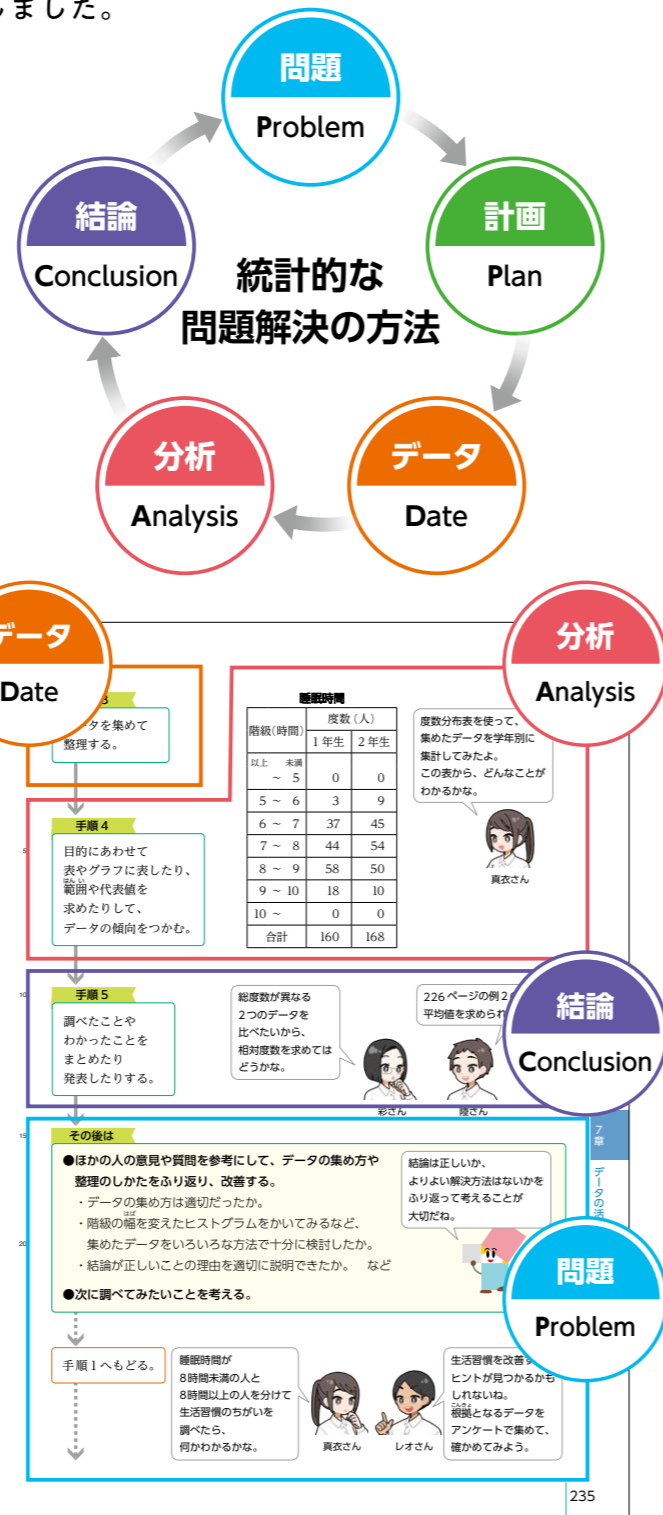 しました。
問題
Problem
結論
Conclusion
計画
Plan
統計的な
問題解決の方法
分析
Analysis
データ
Date
データ
Date
分析
Analysis
3
データを集めて
整理する。
手順4
5
目的にあわせて
表やグラフに表したり、
はんい
範囲や代表値を
求めたりして、
データの傾向をつかむ。
睡眠時間
階級(時間) 度数(人)
1年生 2年生
以上 未満
~ 5 0 0
5 ~ 6 3 9
6 ~ 7 37 45
7 ~ 8 44 54
8 ~ 9 58 50
9 ~ 10 18 10
10 ~ 0 0
合計 160 168
度数分布表を使って、
集めたデータを学年別に
集計してみたよ。
この表から、どんなことが
わかるかな。
真衣さん
10
手順5
調べたことや
わかったことを
まとめたり
発表したりする。
総度数が異なる
2つのデータを
比べたいから、
相対度数を求めては
どうかな。
彩さん
226ページの例2
平均値を求められ
陸さん
結論
Conclusion
15
その後は
●ほかの人の意見や質問を参考にして、データの集め方や
整理のしかたをふり返り、改善する。
・データの集め方は適切だったか。
はば
・階級の幅を変えたヒストグラムをかいてみるなど、
20
集めたデータをいろいろな方法で十分に検討したか。
・結論が正しいことの理由を適切に説明できたか。 など
●次に調べてみたいことを考える。
結論は正しいか、
よりよい解決方法はないかを
ふり返って考えることが
大切だね。
7章
データの活
問題
Problem
手順1へもどる。
睡眠時間が
8時間未満の人と
8時間以上の人を分けて
生活習慣のちがいを
調べたら、
何かわかるかな。
真衣さん
レオさん
生活習慣を改善す
ヒントが見つかるかも
しれないね。
こんきょ
根拠となるデータを
アンケートで集めて、
確かめてみよう。
235